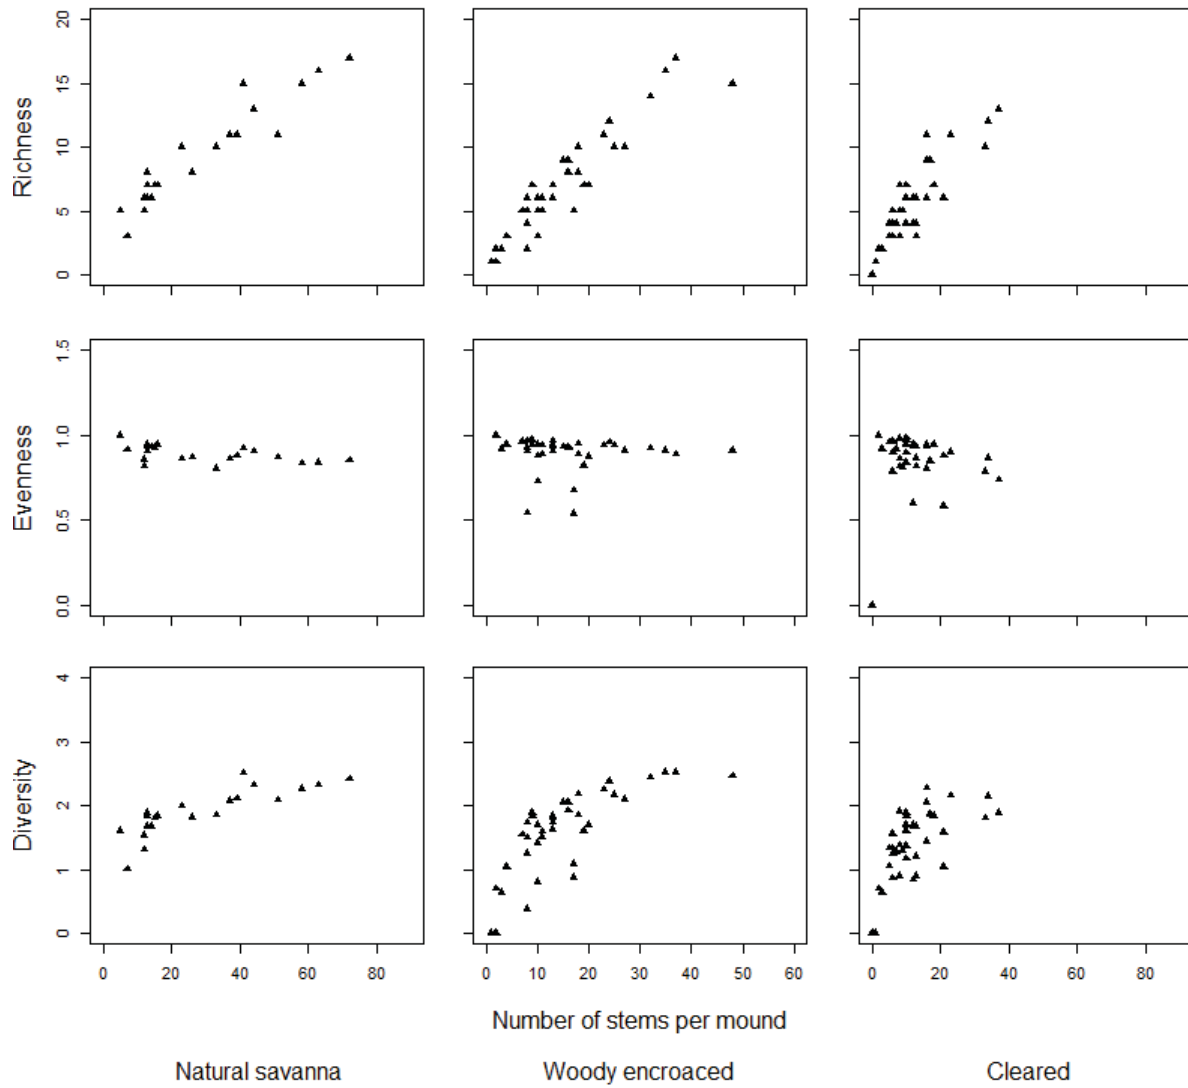 Richness
20
15
10
5
0
Evenness
1.5
1.0
0.5
0.0
Diversity
4
3
2
1
0
0 20 40 60 80 0 10 20 30 40 50 60 0 20 40 60 80
Number of stems per mound
Natural savanna Woody encroaced Cleared